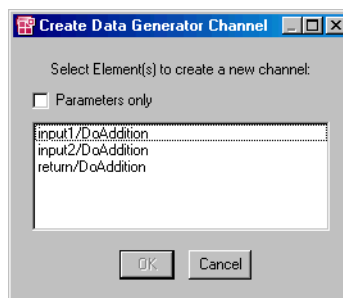 Create Data Generator Channel
Select Element(s) to create a new channel:
Parameters only
input1/DoAddition
input2/DoAddition
return/DoAddition
OK
Cancel